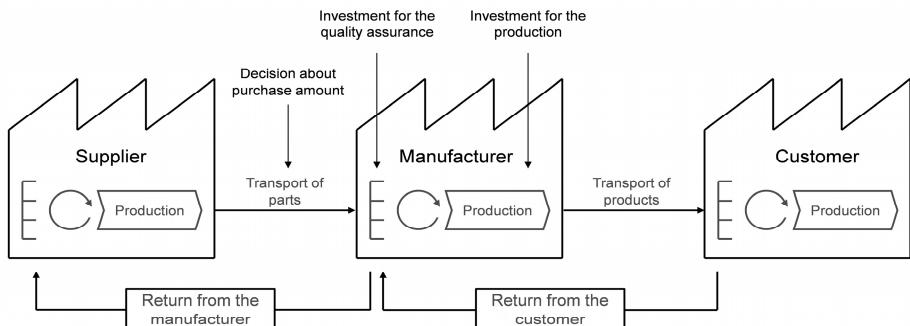 Investment for the
quality assurance
Investment for the
production
Decision about
purchase amount
Supplier
Manufacturer
Customer
Transport of
parts
Transport of
products
Production
Production
Production
Return from the
manufacturer
Return from the
customer